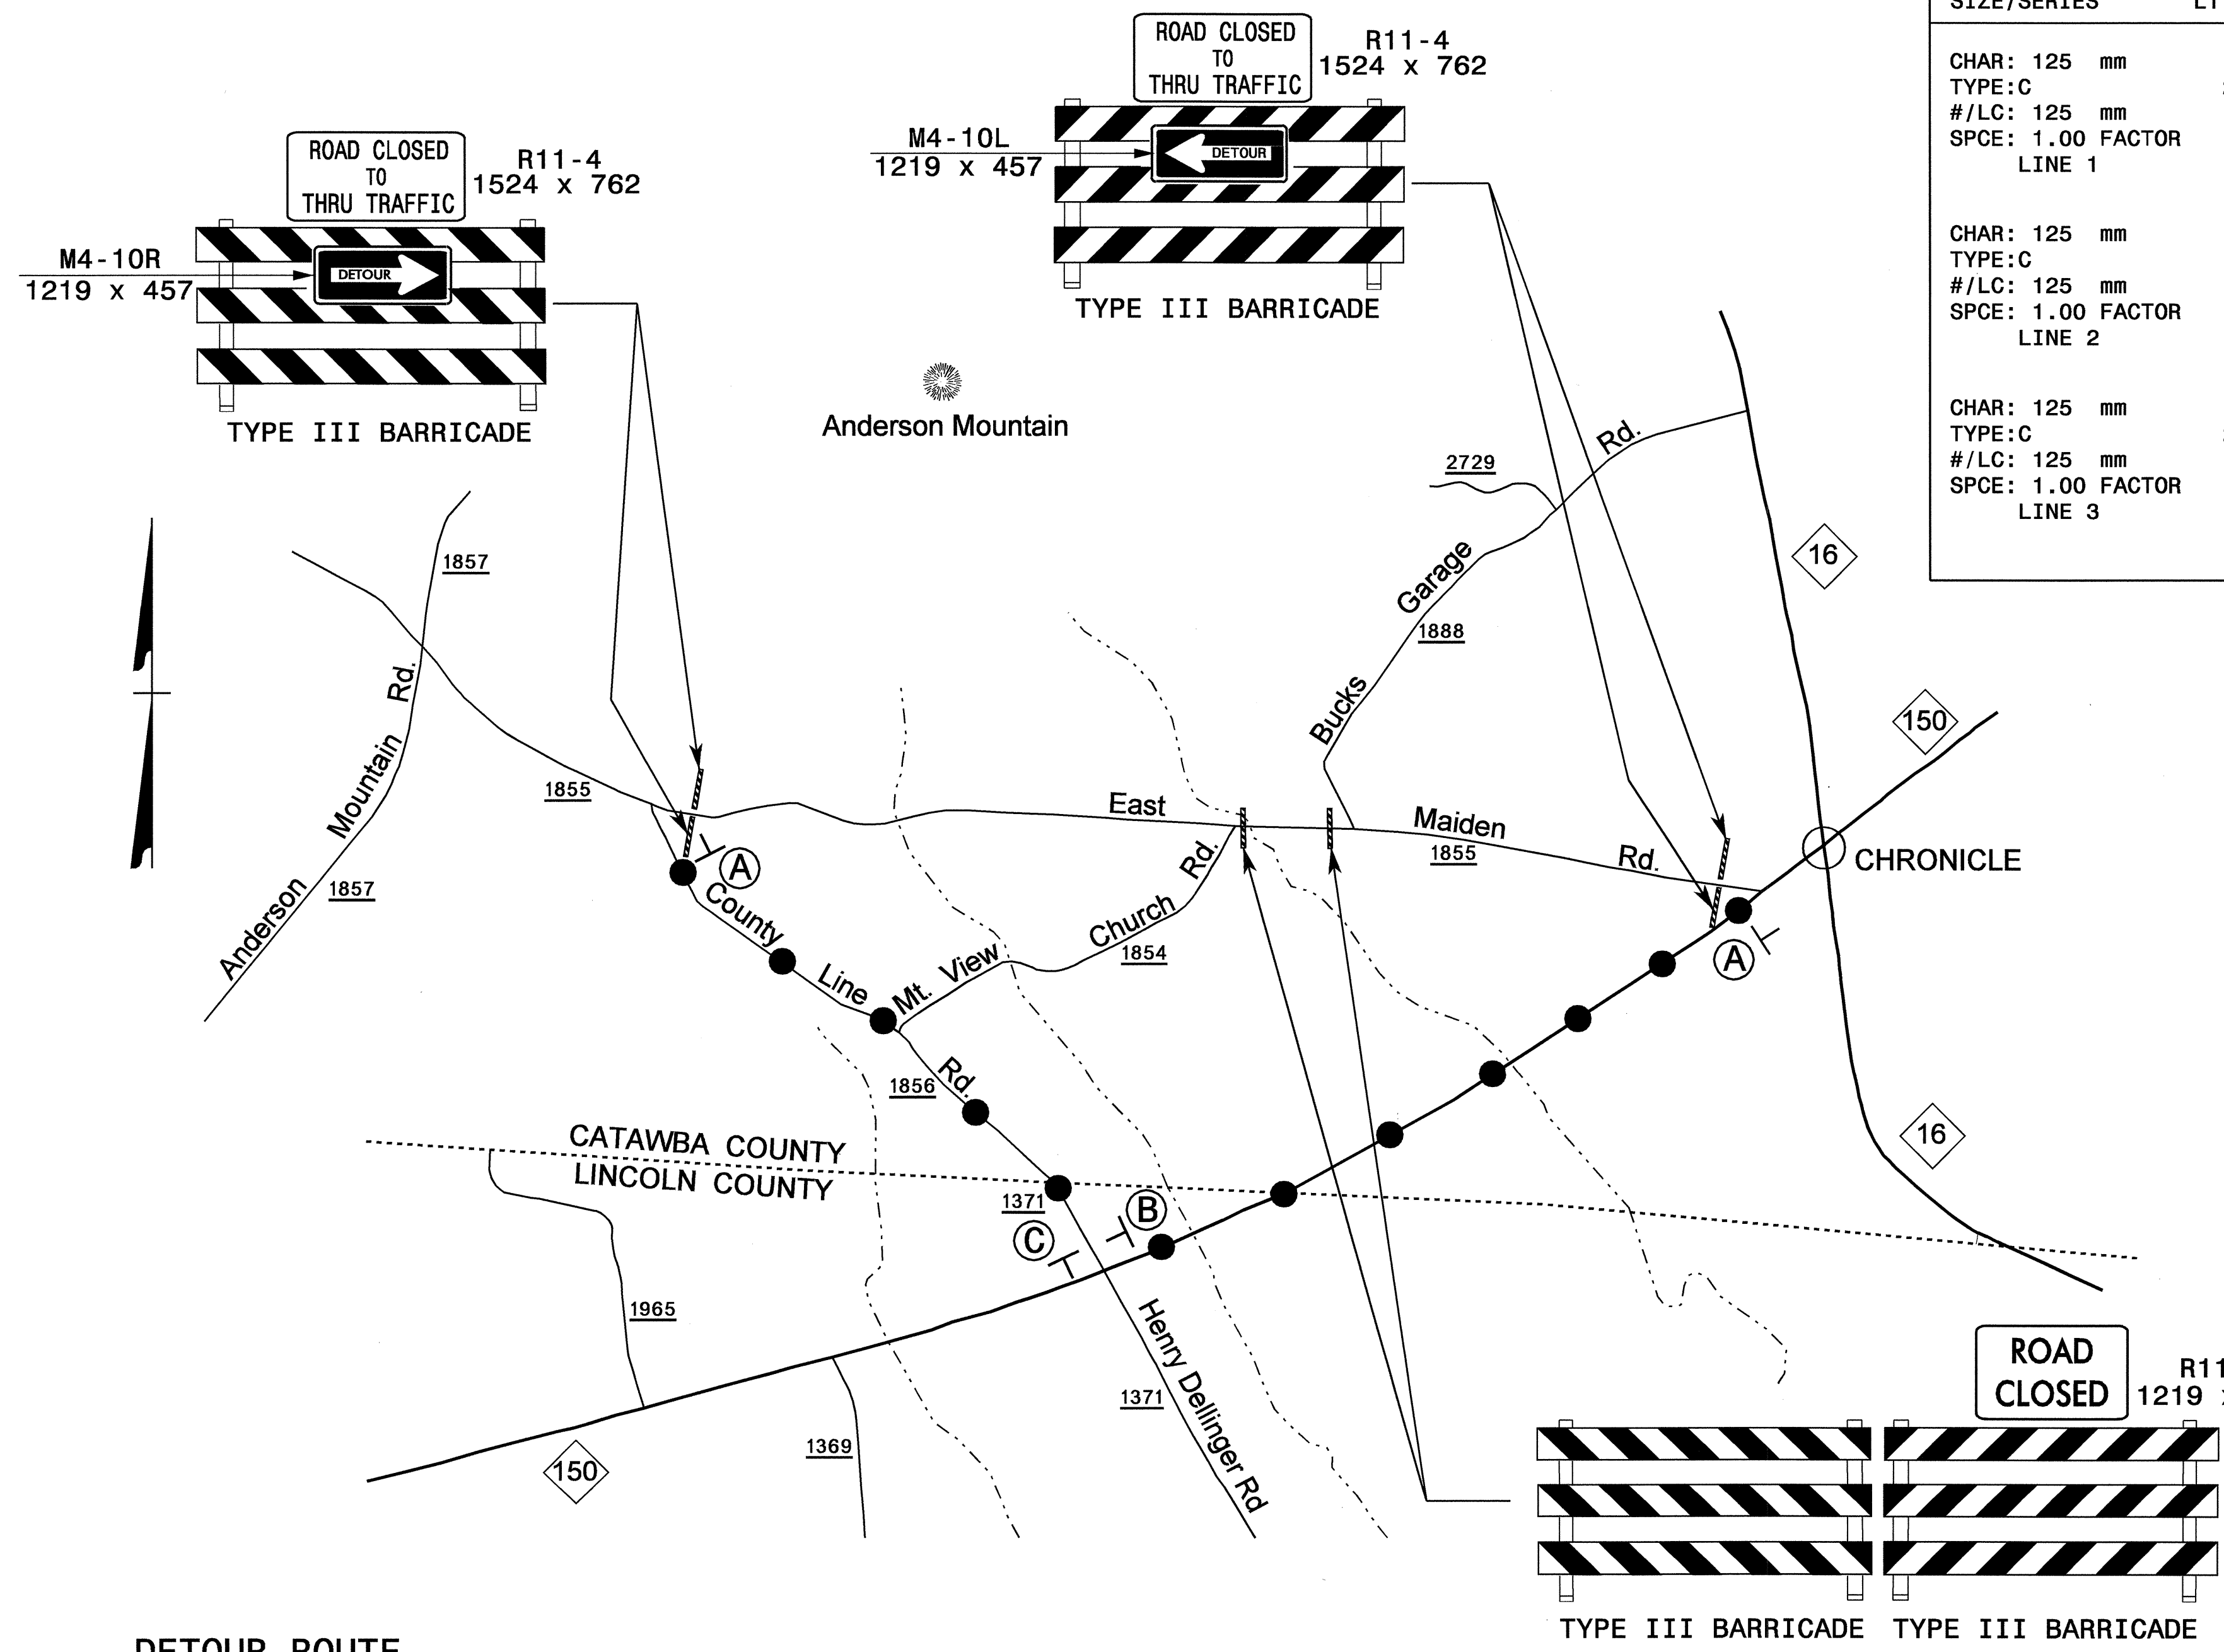 ROAD CLOSED
TO
THRU TRAFFIC
R11-4
1524 x 762
M4-10L
1219 x 457
DETOUR
TYPE III BARRICADE
ROAD CLOSED
TO
THRU TRAFFIC
R11-4
1524 x 762
M4-10R
1219 x 457
DETOUR
TYPE III BARRICADE
SIZE/SERIES
CHAR: 125 mm
TYPE:C
#/LC: 125 mm
SPCE: 1.00 FACTOR
LINE 1
CHAR: 125 mm
TYPE:C
#/LC: 125 mm
SPCE: 1.00 FACTOR
LINE 2
CHAR: 125 mm
TYPE:C
#/LC: 125 mm
SPCE: 1.00 FACTOR
LINE 3
Anderson Mountain
2729
Bucks Garage Rd.
1888
16
150
1857
Anderson Mountain Rd.
1857
1855
East Maiden Rd.
1855
CHRONICLE
A
County Line Rd.
Mt. View Church Rd.
1854
A
1856
16
CATAWBA COUNTY
LINCOLN COUNTY
1371
B
C
1965
Henry Dellinger Rd
1371
1369
150
ROAD
CLOSED
R11
1219
TYPE III BARRICADE
TYPE III BARRICADE
DETOUR ROUTE